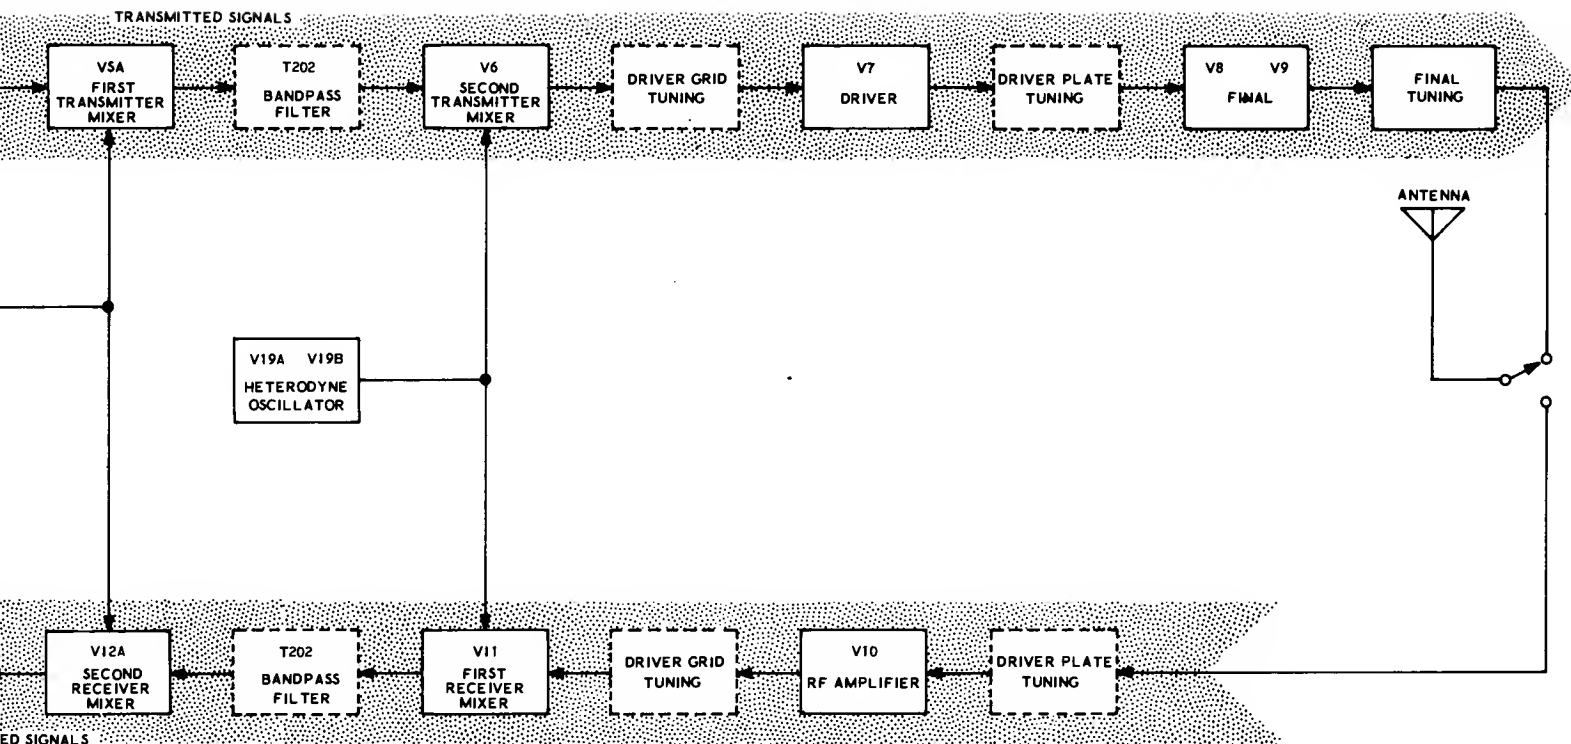 TRANSMITTED SIGNALS
V5A
FIRST
TRANSMITTER
MIXER
T202
BANDPASS
FILTER
V6
SECOND
TRANSMITTER
MIXER
DRIVER GRID
TUNING
V7
DRIVER
DRIVER PLATE
TUNING
V8 V9
FINAL
FINAL
TUNING
ANTENNA
V19A V19B
HETERODYNE
OSCILLATOR
V12A
SECOND
RECEIVER
MIXER
T202
BANDPASS
FILTER
V11
FIRST
RECEIVER
MIXER
DRIVER GRID
TUNING
V10
RF AMPLIFIER
DRIVER PLATE
TUNING
ED SIGNALS